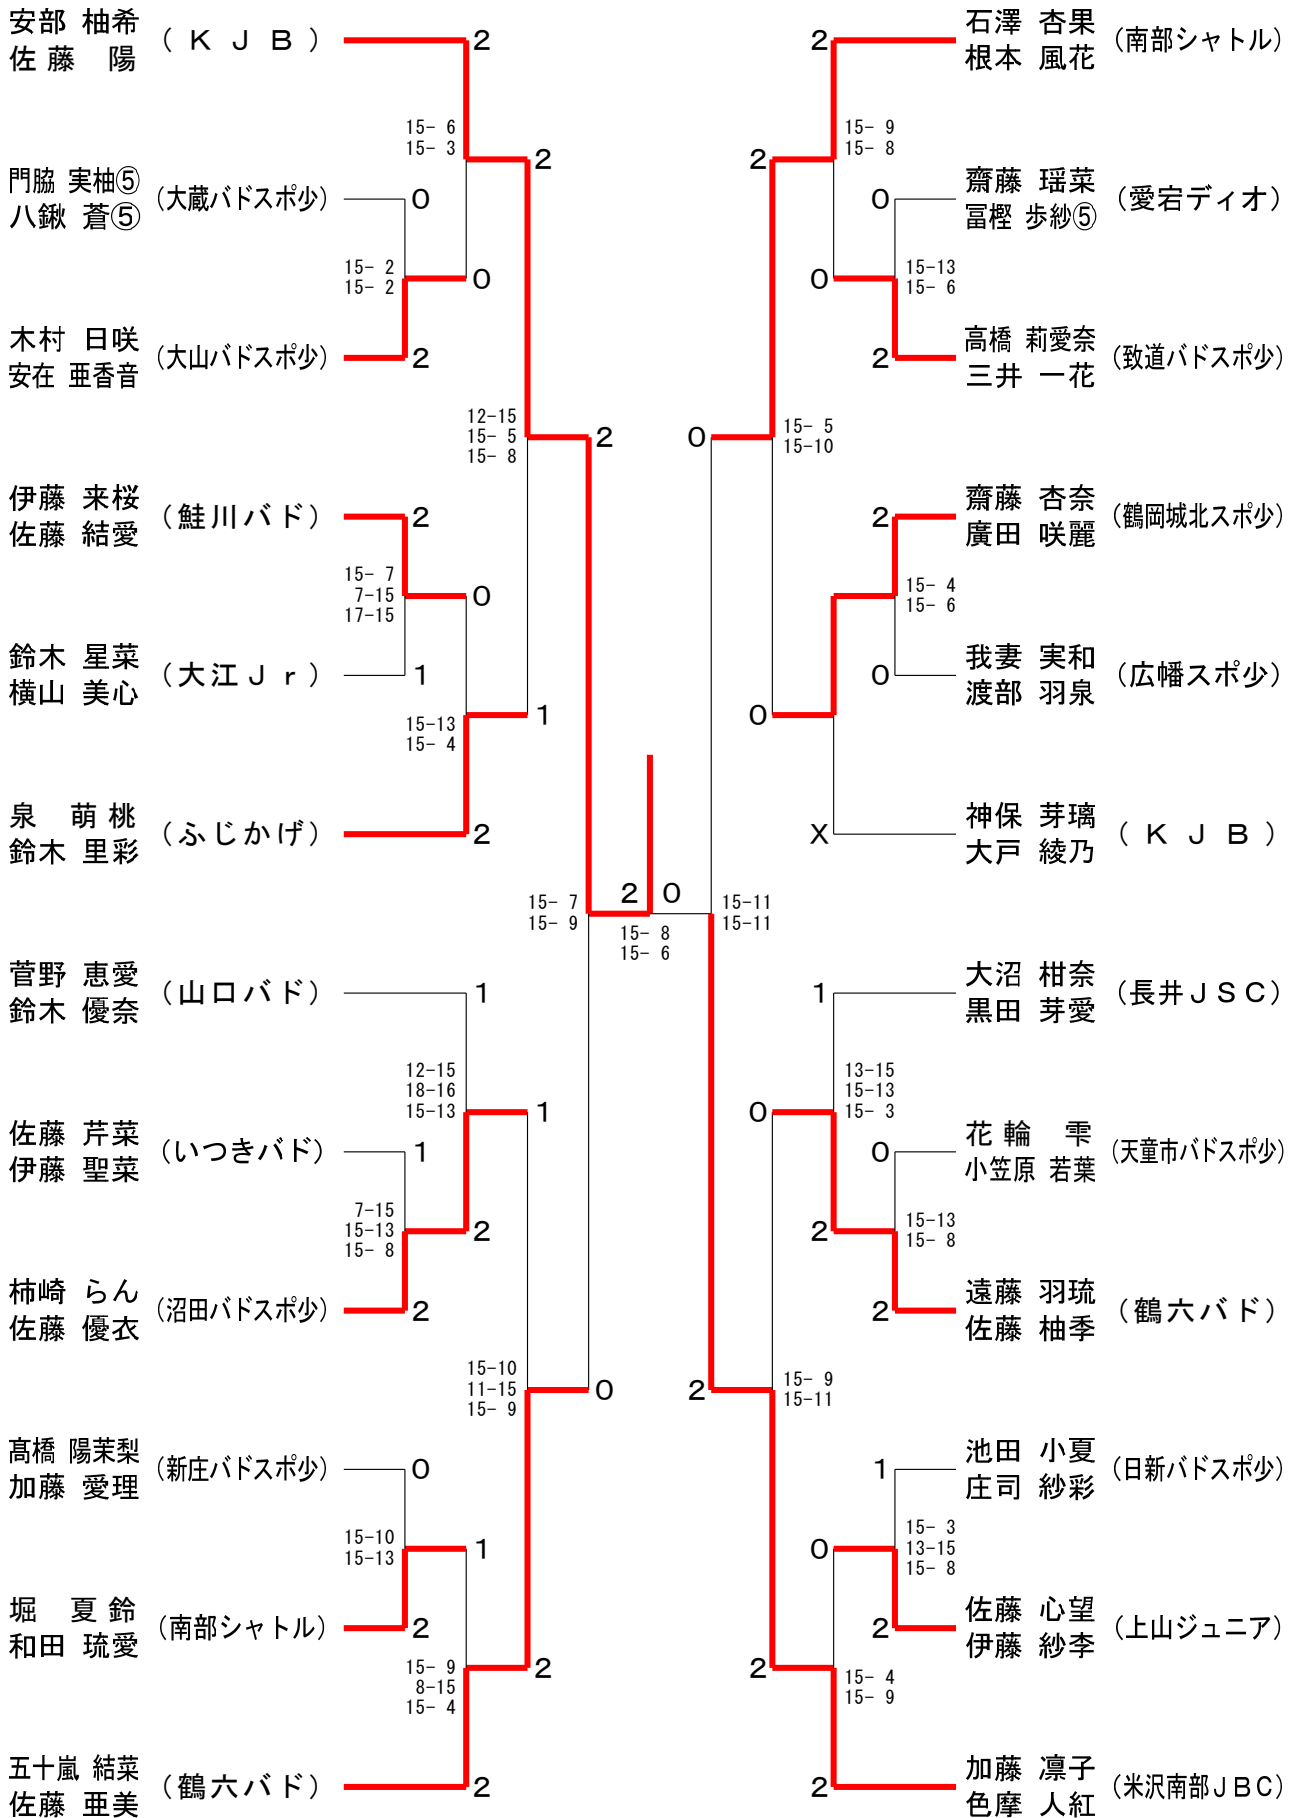 安部 柚希
佐藤 陽
(ＫＪＢ)
2
15- 6
15- 3
2
門脇 実柚⑤
八鍬 蒼⑤
(大蔵バドスポ少)
0
15- 2
15- 2
0
木村 日咲
安在 亜香音
(大山バドスポ少)
2
12-15
15- 5
15- 8
2
伊藤 来桜
佐藤 結愛
(鮭川バド)
2
15- 7
7-15
17-15
0
鈴木 星菜
横山 美心
(大江Ｊｒ)
1
15-13
15- 4
1
泉 萌桃
鈴木 里彩
(ふじかげ)
2
15- 7
15- 9
2
0
15- 8
15- 6
菅野 恵愛
鈴木 優奈
(山口バド)
1
12-15
18-16
15-13
1
佐藤 芹菜
伊藤 聖菜
(いつきバド)
1
7-15
15-13
15- 8
2
柿崎 らん
佐藤 優衣
(沼田バドスポ少)
2
15-10
11-15
15- 9
0
髙橋 陽茉梨
加藤 愛理
(新庄バドスポ少)
0
15-10
15-13
1
堀 夏鈴
和田 琉愛
(南部シャトル)
2
15- 9
8-15
15- 4
2
五十嵐 結菜
佐藤 亜美
(鶴六バド)
2
2
石澤 杏果
根本 風花
(南部シャトル)
2
15- 9
15- 8
0
齋藤 瑶菜
冨樫 歩紗⑤
(愛宕ディオ)
0
15-13
15- 6
2
高橋 莉愛奈
三井 一花
(致道バドスポ少)
0
15- 5
15-10
2
齋藤 杏奈
廣田 咲麗
(鶴岡城北スポ少)
15- 4
15- 6
0
我妻 実和
渡部 羽泉
(広幡スポ少)
0
X
神保 芽璃
大戸 綾乃
(ＫＪＢ)
15-11
15-11
1
大沼 柑奈
黒田 芽愛
(長井ＪＳＣ)
0
13-15
15-13
15- 3
0
花輪 雫
小笠原 若葉
(天童市バドスポ少)
2
15-13
15- 8
2
遠藤 羽琉
佐藤 柚季
(鶴六バド)
2
15- 9
15-11
1
池田 小夏
庄司 紗彩
(日新バドスポ少)
0
15- 3
13-15
15- 8
2
佐藤 心望
伊藤 紗李
(上山ジュニア)
2
15- 4
15- 9
2
加藤 凛子
色摩 人紅
(米沢南部ＪＢＣ)